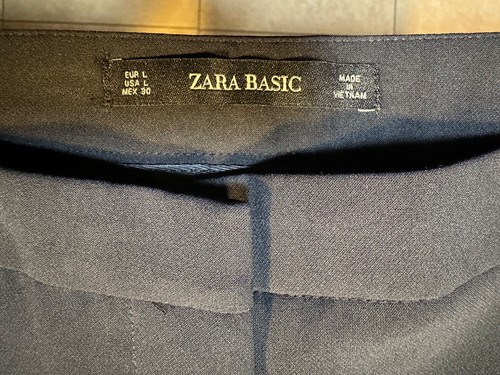 EUR L
USA L
MEX 30
ZARA BASIC
MADE
IN
VIETNAM